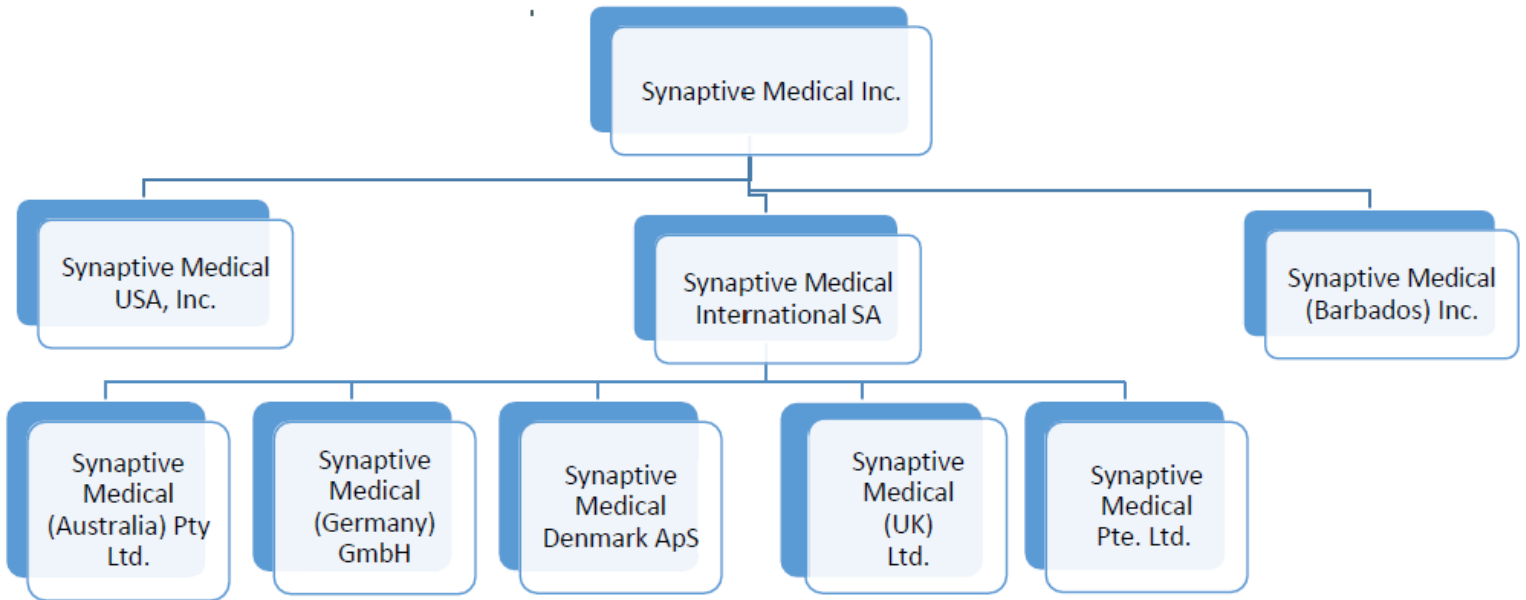 Synaptive Medical Inc.
Synaptive Medical
USA, Inc.
Synaptive Medical
International SA
Synaptive Medical
(Barbados) Inc.
Synaptive
Medical
(Australia) Pty
Ltd.
Synaptive
Medical
(Germany)
GmbH
Synaptive
Medical
Denmark ApS
Synaptive
Medical
(UK)
Ltd.
Synaptive
Medical
Pte. Ltd.